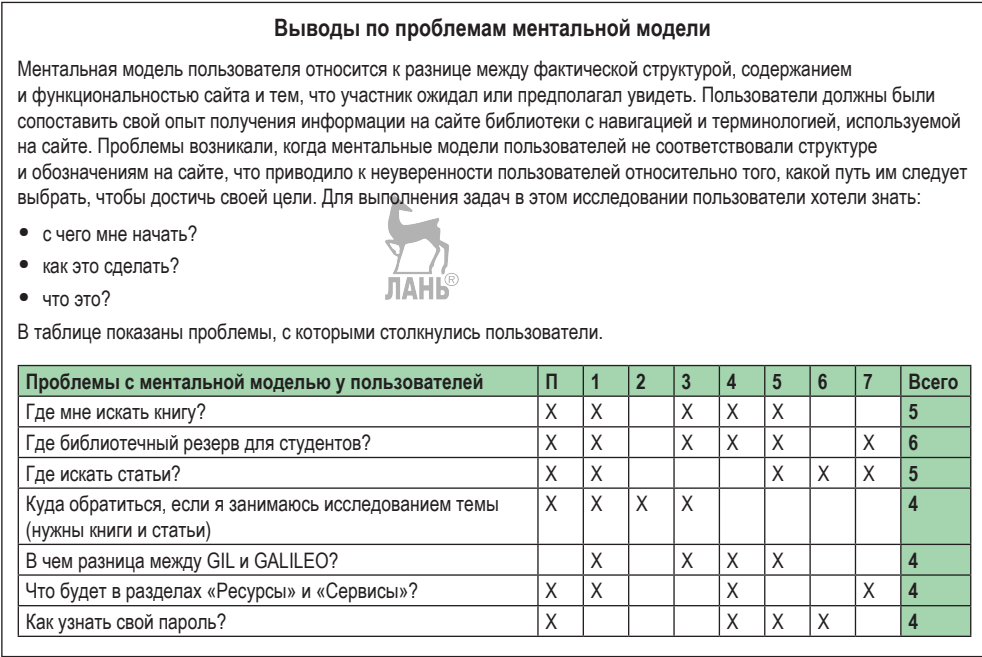 Выводы по проблемам ментальной модели
Ментальная модель пользователя относится к разнице между фактической структурой, содержанием
и функциональностью сайта и тем, что участник ожидал или предполагал увидеть. Пользователи должны были
сопоставить свой опыт получения информации на сайте библиотеки с навигацией и терминологией, используемой
на сайте. Проблемы возникали, когда ментальные модели пользователей не соответствовали структуре
и обозначениям на сайте, что приводило к неуверенности пользователей относительно того, какой путь им следует
выбрать, чтобы достичь своей цели. Для выполнения задач в этом исследовании пользователи хотели знать:
• с чего мне начать?
• как это сделать?
• что это?
ЛАНЬ®
В таблице показаны проблемы, с которыми столкнулись пользователи.
Проблемы с ментальной моделью у пользователей П 1 2 3 4 5 6 7 Всего
Где мне искать книгу? X X X X X 5
Где библиотечный резерв для студентов? X X X X X X 6
Где искать статьи? X X X X X 5
Куда обратиться, если я занимаюсь исследованием темы X X X X 4
(нужны книги и статьи)
В чем разница между GIL и GALILEO? X X X X 4
Что будет в разделах «Ресурсы» и «Сервисы»? X X X X 4
Как узнать свой пароль? X X X X 4